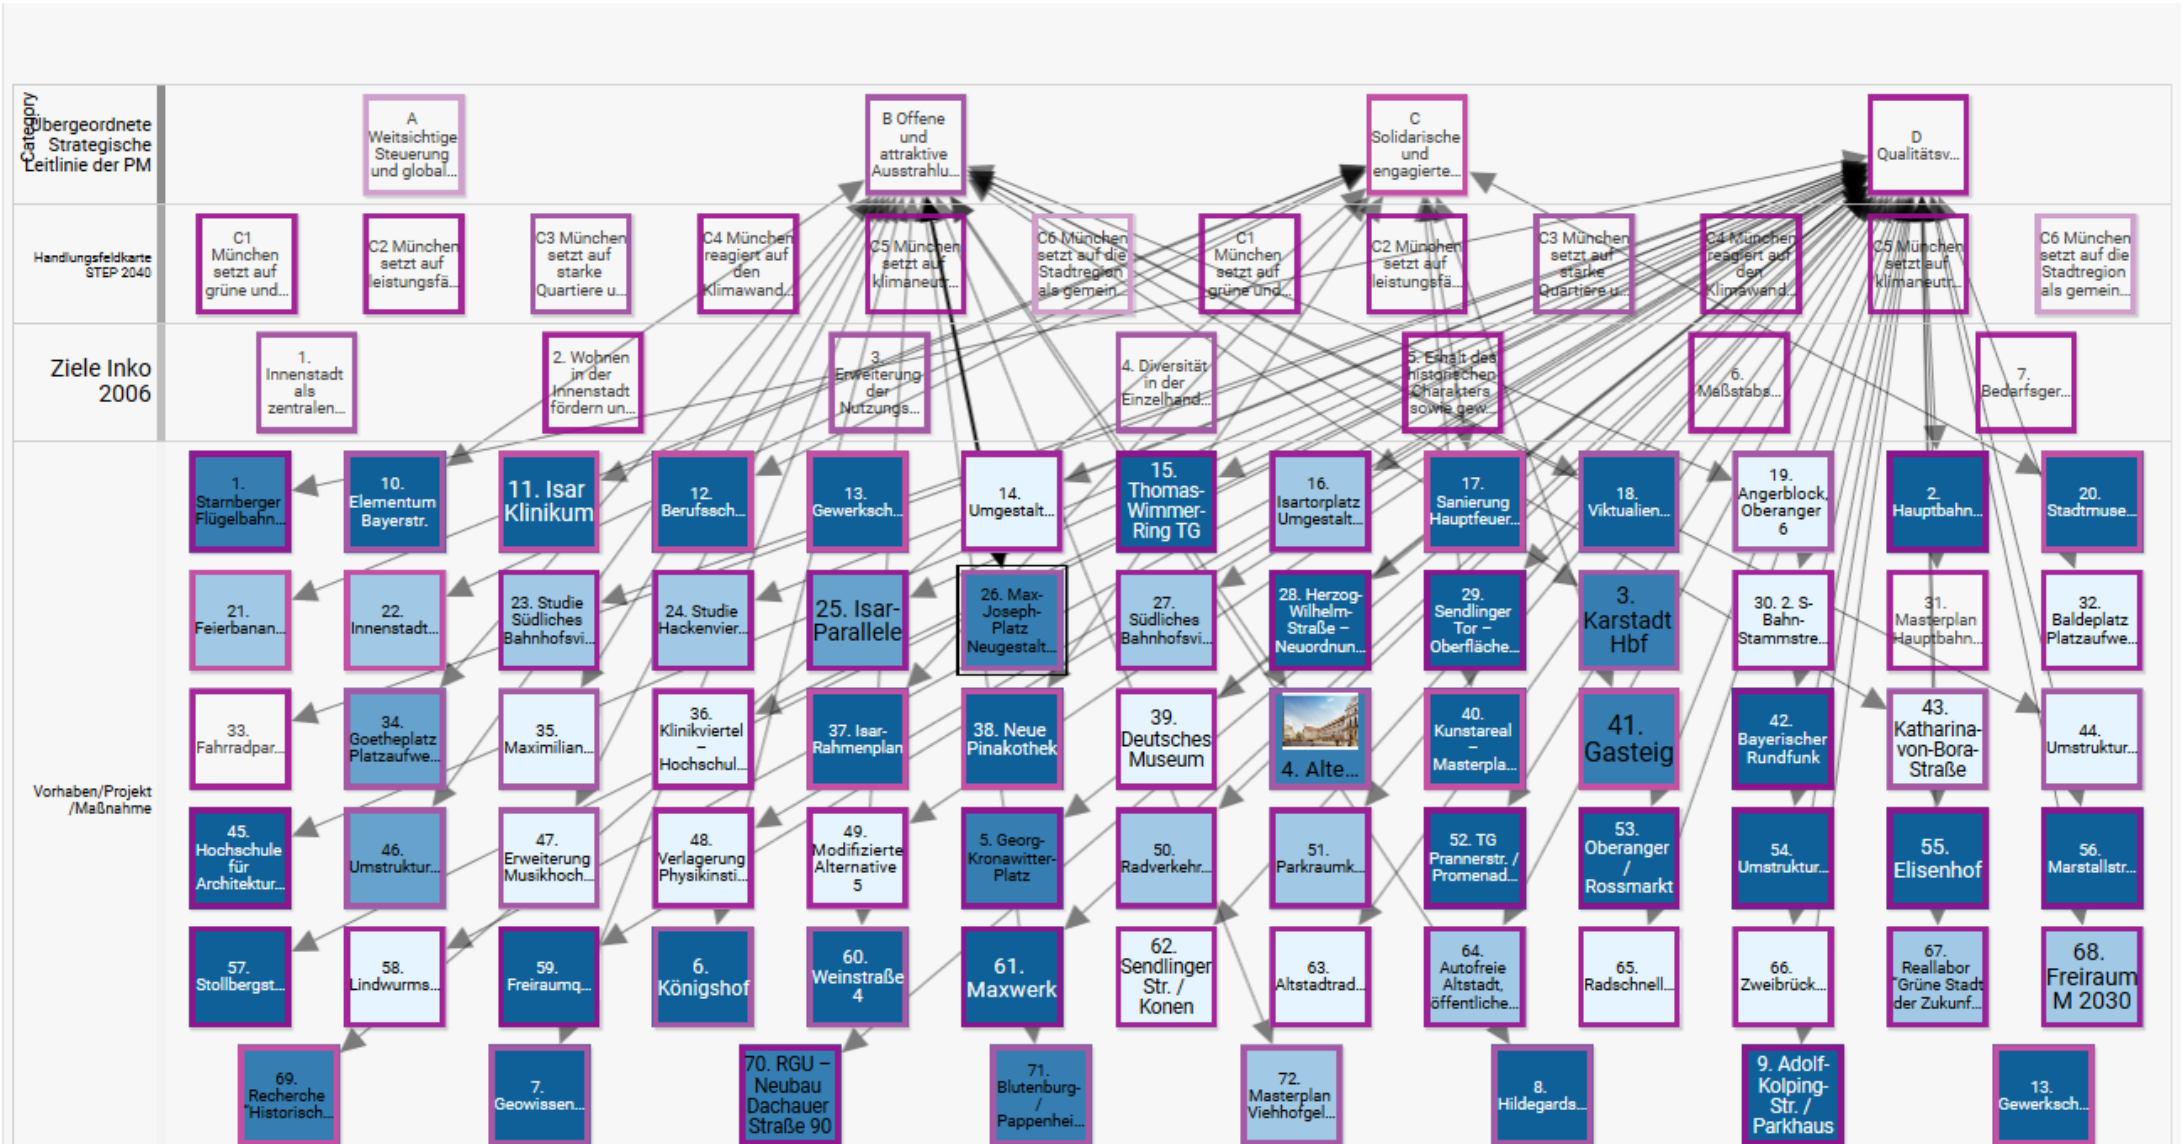 Category
Übergeordnete
Strategische
Leitlinie der PM
A
Weitsichtige
Steuerung
und global...
B Offene
und
attraktive
Ausstrahlu...
C
Solidarische
und
engagierte...
D
Qualitätsv...
Handlungsfeldkarte
STEP 2040
C1
München
setzt auf
grüne und...
C2 München
setzt auf
leistungsfä...
C3 München
setzt auf
starke
Quartiere u...
C4 München
reagiert auf
den
Klimawand...
C5 München
setzt auf
klimaneutr...
C6 München
setzt auf die
Stadtregion
als gemein...
C1
München
setzt auf
grüne und...
C2 München
setzt auf
leistungsfä...
C3 München
setzt auf
starke
Quartiere u...
C4 München
reagiert auf
den
Klimawand...
C5 München
setzt auf
klimaneutr...
C6 München
setzt auf die
Stadtregion
als gemein...
Ziele Inko
2006
1.
Innenstadt
als
zentralen...
2. Wohnen
in der
Innenstadt
fördern un...
3.
Erweiterung
der
Nutzungs...
4. Diversität
in der
Einzelhand...
5. Erhalt des
historischen
Charakters
sowie gew...
6.
Maßstabs...
7.
Bedarfsger...
Vorhaben/Projekt
/Maßnahme
1.
Starnberger
Flügelbahn...
10.
Elementum
Bayerstr.
11. Isar
Klinikum
12.
Berufssch...
13.
Gewerksch...
14.
Umgestalt...
15.
Thomas-
Wimmer-
Ring TG
16.
Isartorplatz
Umgestalt...
17.
Sanierung
Hauptfeuer...
18.
Viktualien...
19.
Angerblock,
Oberanger
6
2.
Hauptbahn...
20.
Stadtmuse...
21.
Feierbanan...
22.
Innenstadt...
23. Studie
Südliches
Bahnhofsvi...
24. Studie
Hackenvier...
25. Isar-
Parallele
26. Max-
Joseph-
Platz
Neugestalt...
27.
Südliches
Bahnhofsvi...
28. Herzog-
Wilhelm-
Straße –
Neuordnun...
29.
Sendlinger
Tor –
Oberfläche...
3.
Karstadt
Hbf
30. 2. S-
Bahn-
Stammstre...
31.
Masterplan
Hauptbahn...
32.
Baldeplatz
Platzaufwe...
33.
Fahrradpar...
34.
Goetheplatz
Platzaufwe...
35.
Maximilian...
36.
Klinikviertel
–
Hochschul...
37. Isar-
Rahmenplan
38. Neue
Pinakothek
39.
Deutsches
Museum
4. Alte...
40.
Kunstareal
–
Masterpla...
41.
Gasteig
42.
Bayerischer
Rundfunk
43.
Katharina-
von-Bora-
Straße
44.
Umstruktur...
45.
Hochschule
für
Architektur...
46.
Umstruktur...
47.
Erweiterung
Musikhoch...
48.
Verlagerung
Physikinsti...
49.
Modifizierte
Alternative
5
5. Georg-
Kronawitter-
Platz
50.
Radverkehr...
51.
Parkraumk...
52. TG
Prannerstr. /
Promenad...
53.
Oberanger
/
Rossmarkt
54.
Umstruktur...
55.
Elisenhof
56.
Marstallstr...
57.
Stollbergst...
58.
Lindwurms...
59.
Freiraumq...
6.
Königshof
60.
Weinstraße
4
61.
Maxwerk
62.
Sendlinger
Str. /
Konen
63.
Altstadtrad...
64.
Autofreie
Altstadt,
öffentliche...
65.
Radschnell...
66.
Zweibrück...
67.
Reallabor
"Grüne Stadt
der Zukunf...
68.
Freiraum
M 2030
69.
Recherche
"Historisch...
7.
Geowissen...
70. RGU –
Neubau
Dachauer
Straße 90
71.
Blutenburg-
/
Pappenhei...
72.
Masterplan
Viehhofgel...
8.
Hildegards...
9. Adolf-
Kolping-
Str. /
Parkhaus
13.
Gewerksch...